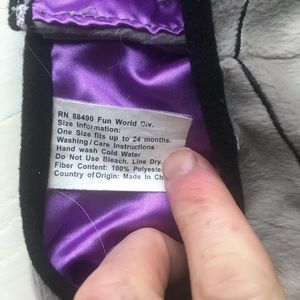 RN 88490 Fun World Div.
Size Information:
One Size fits up to 24 months.
Washing/Care Instructions
Hand wash Cold Water
Do Not Use Bleach. Line Dry.
Fiber Content: 100% Polyeste
Country of Origin: Made in Ch